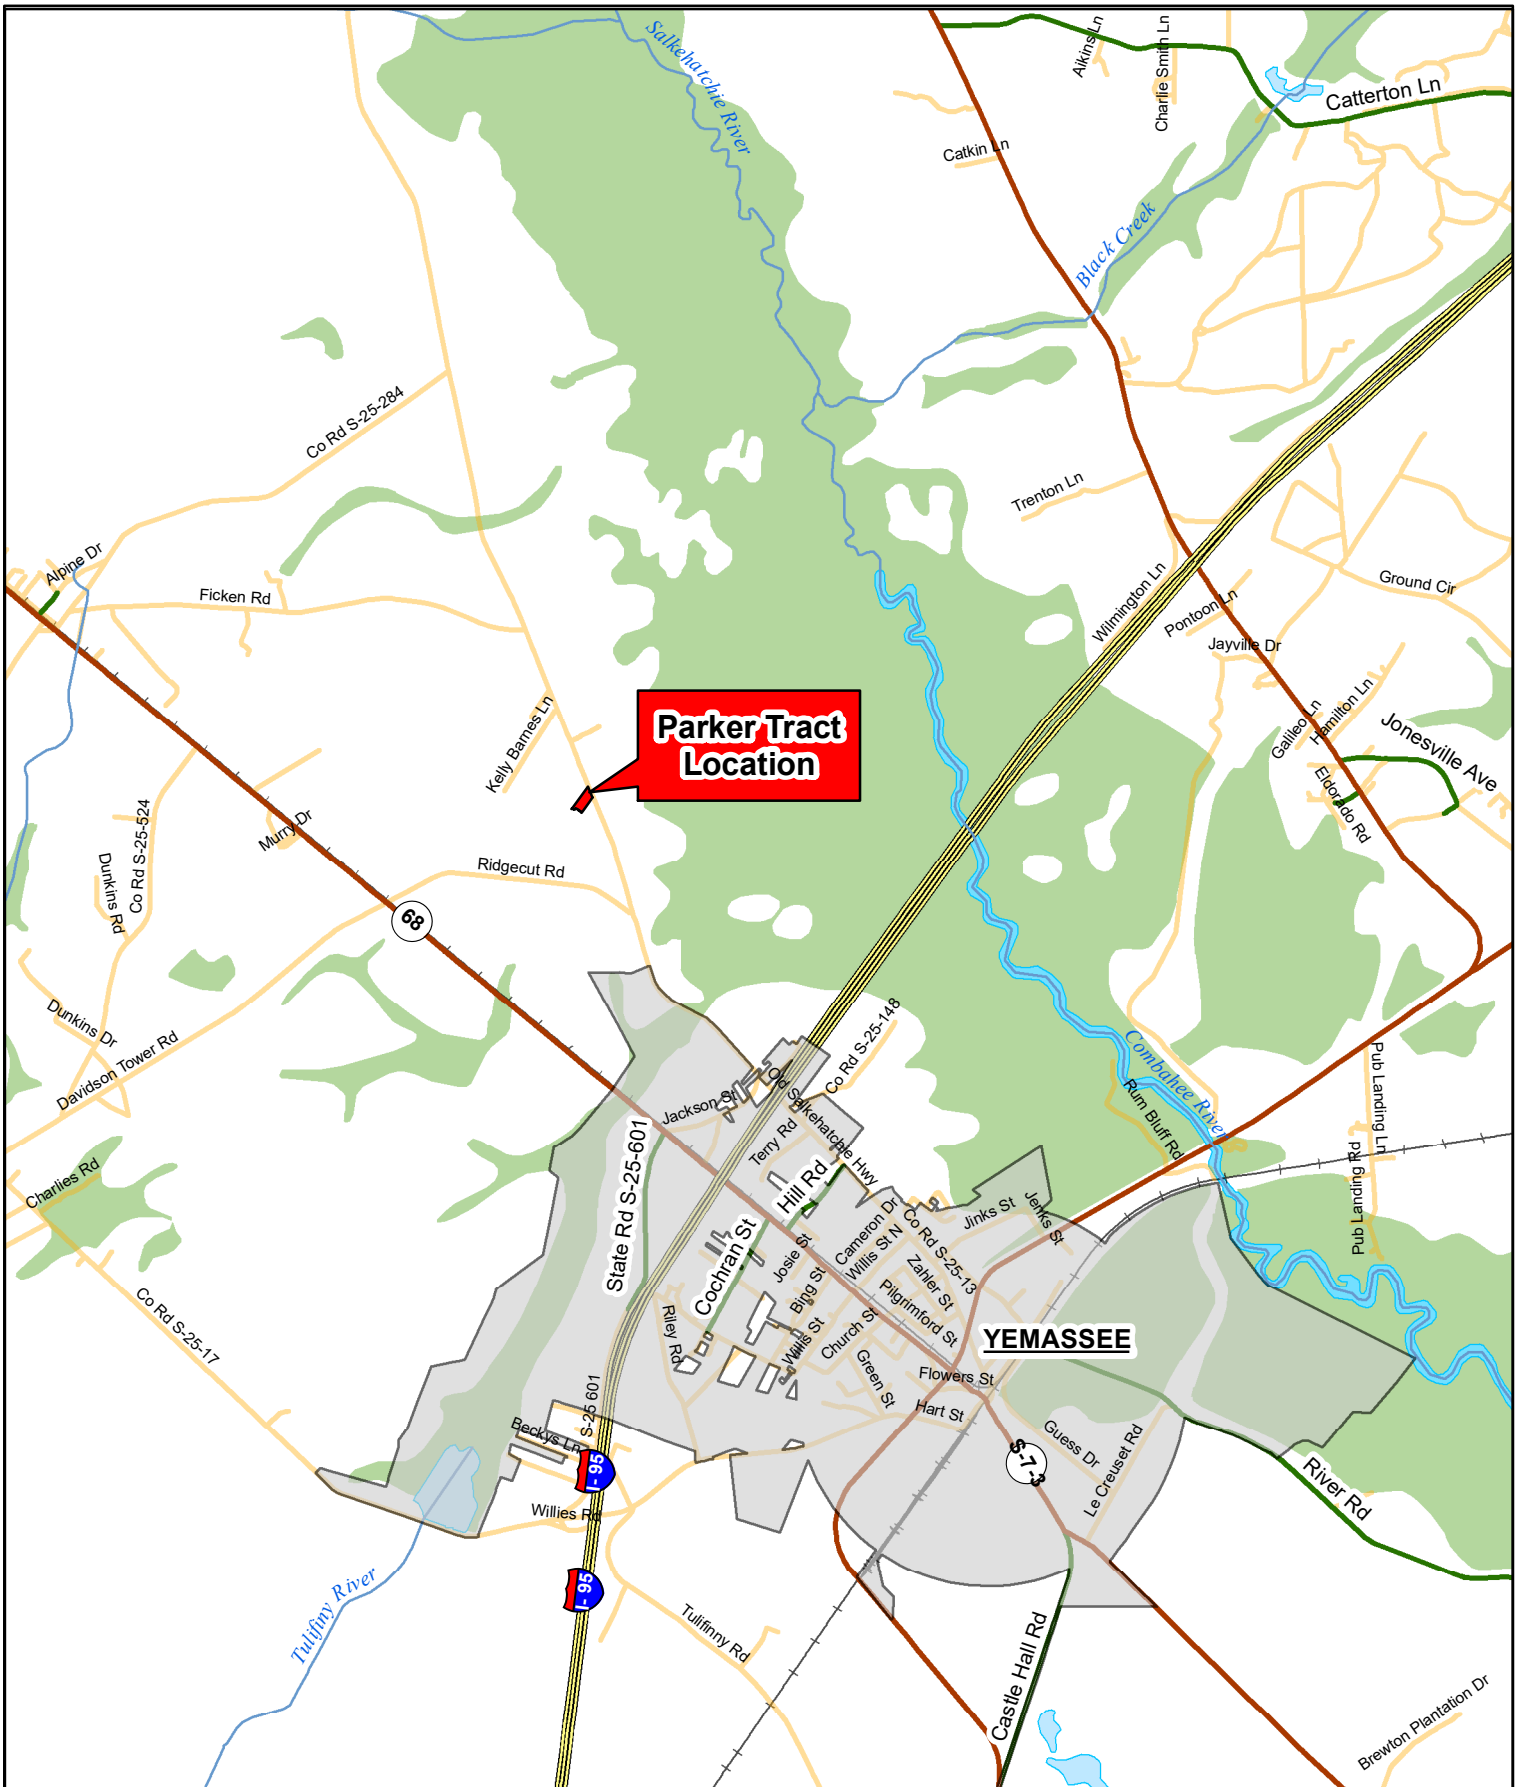 Salkehatchie River
Aikins Ln
Charlie Smith Ln
Catterton Ln
Catkin Ln
Black Creek
Co Rd S-25-284
Trenton Ln
Alpine Dr
Ficken Rd
Wilmington Ln
Pontoon Ln
Ground Cir
Jayville Dr
Kelly Barnes Ln
Parker Tract
Location
Galileo Ln
Hamilton Ln
Jonesville Ave
Eldorado Rd
Murry Dr
Co Rd S-25-524
Dunkins Rd
Ridgecut Rd
68
Dunkins Dr
Davidson Tower Rd
Co Rd S-25-148
Combahee River
Rum Bluff Rd
Pub Landing Ln
Pub Landing Rd
Jackson St
Old Salkehatchie Hwy
Terry Rd
State Rd S-25-601
Hill Rd
Cochran St
Charlies Rd
Josie St
Cameron Dr
Willis St N
Co Rd S-25-13
Jinks St
Jenks St
Zahler St
Bing St
Pilgrimford St
Willis St
Church St
Green St
Riley Rd
YEMASSEE
Flowers St
Hart St
Co Rd S-25-17
S-25 601
Beckys Ln
I-95
Guess Dr
S-7-3
Le Creuset Rd
River Rd
Willies Rd
I-95
Tulifiny River
Tulifinny Rd
Castle Hall Rd
Brewton Plantation Dr